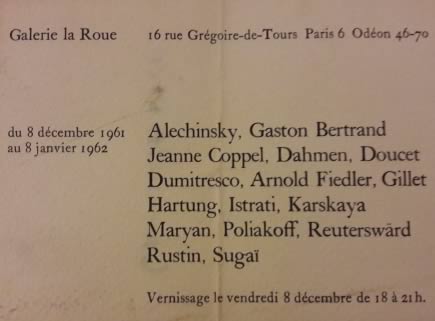 Galerie la Roue 16 rue Grégoire-de-Tours Paris 6 Odéon 46-70
du 8 décembre 1961
au 8 janvier 1962
Alechinsky, Gaston Bertrand
Jeanne Coppel, Dahmen, Doucet
Dumitresco, Arnold Fiedler, Gillet
Hartung, Istrati, Karskaya
Maryan, Poliakoff, Reuterswärd
Rustin, Sugaï
Vernissage le vendredi 8 décembre de 18 à 21h.